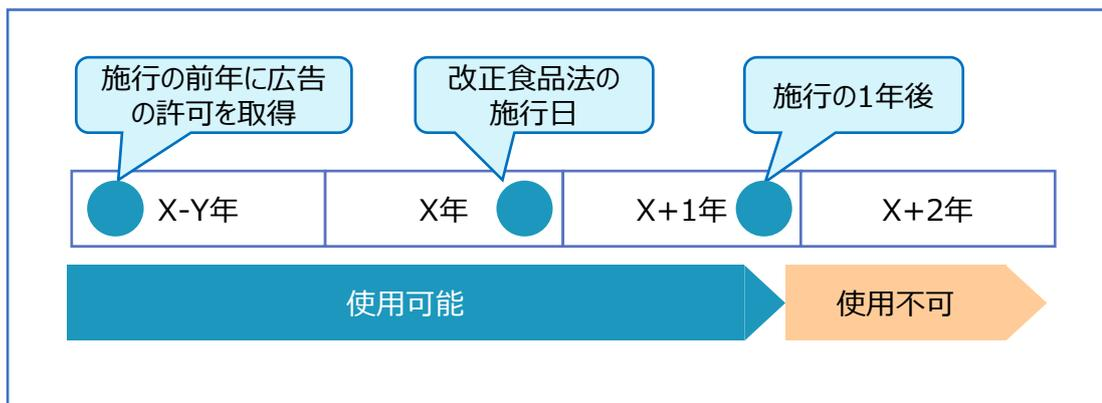 施行の前年に広告
の許可を取得
改正食品法の
施行日
施行の1年後
X-Y年
X年
X+1年
X+2年
使用可能
使用不可